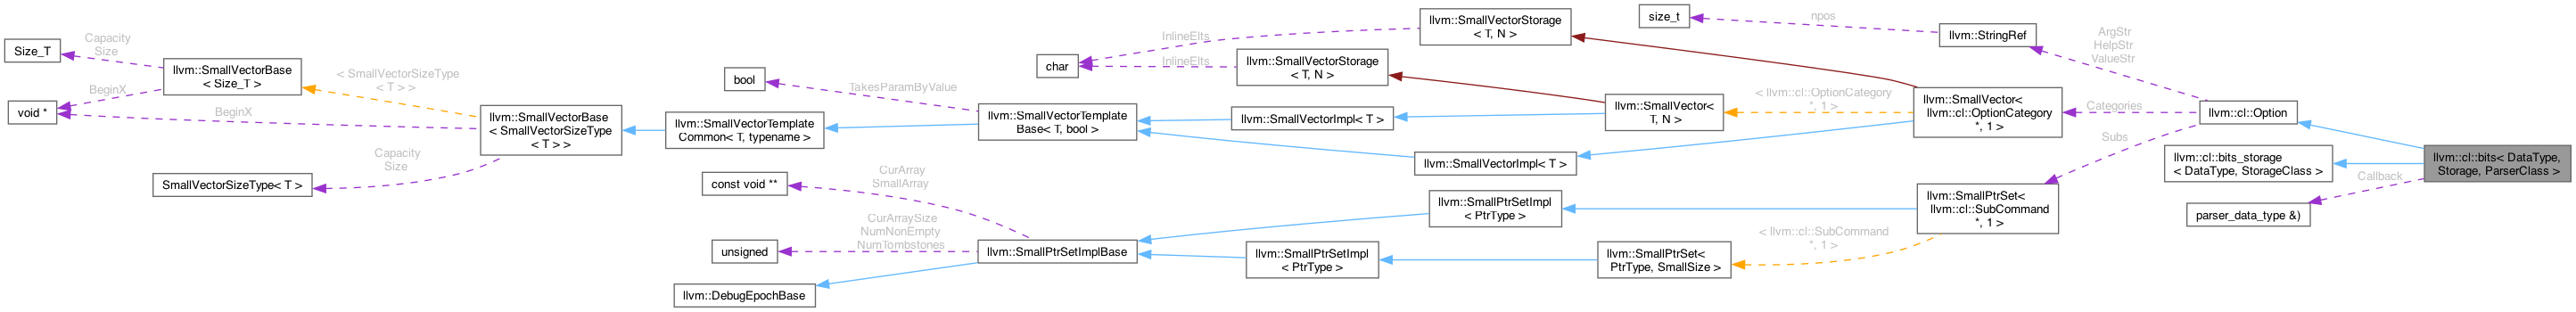 Size_T
void *
Capacity
Size
BeginX
llvm::SmallVectorBase
< Size_T >
< SmallVectorSizeType
< T > >
BeginX
Capacity
Size
SmallVectorSizeType< T >
llvm::SmallVectorBase
< SmallVectorSizeType
< T > >
llvm::SmallVectorTemplate
Common< T, typename >
bool
TakesParamByValue
const void **
CurArray
SmallArray
unsigned
CurArraySize
NumNonEmpty
NumTombstones
llvm::DebugEpochBase
llvm::SmallVectorTemplate
Base< T, bool >
llvm::SmallPtrSetImplBase
char
InlineElts
InlineElts
llvm::SmallVectorStorage
< T, N >
llvm::SmallVectorStorage
< T, N >
llvm::SmallVectorImpl< T >
llvm::SmallVectorImpl< T >
llvm::SmallPtrSetImpl
< PtrType >
llvm::SmallPtrSetImpl
< PtrType >
size_t
npos
llvm::SmallVector<
T, N >
< llvm::cl::OptionCategory
*, 1 >
llvm::SmallPtrSet<
PtrType, SmallSize >
< llvm::cl::SubCommand
*, 1 >
llvm::StringRef
llvm::SmallVector<
llvm::cl::OptionCategory
*, 1 >
llvm::SmallPtrSet<
llvm::cl::SubCommand
*, 1 >
ArgStr
HelpStr
ValueStr
Categories
Subs
llvm::cl::Option
llvm::cl::bits_storage
< DataType, StorageClass >
Callback
parser_data_type &)
llvm::cl::bits< DataType,
Storage, ParserClass >